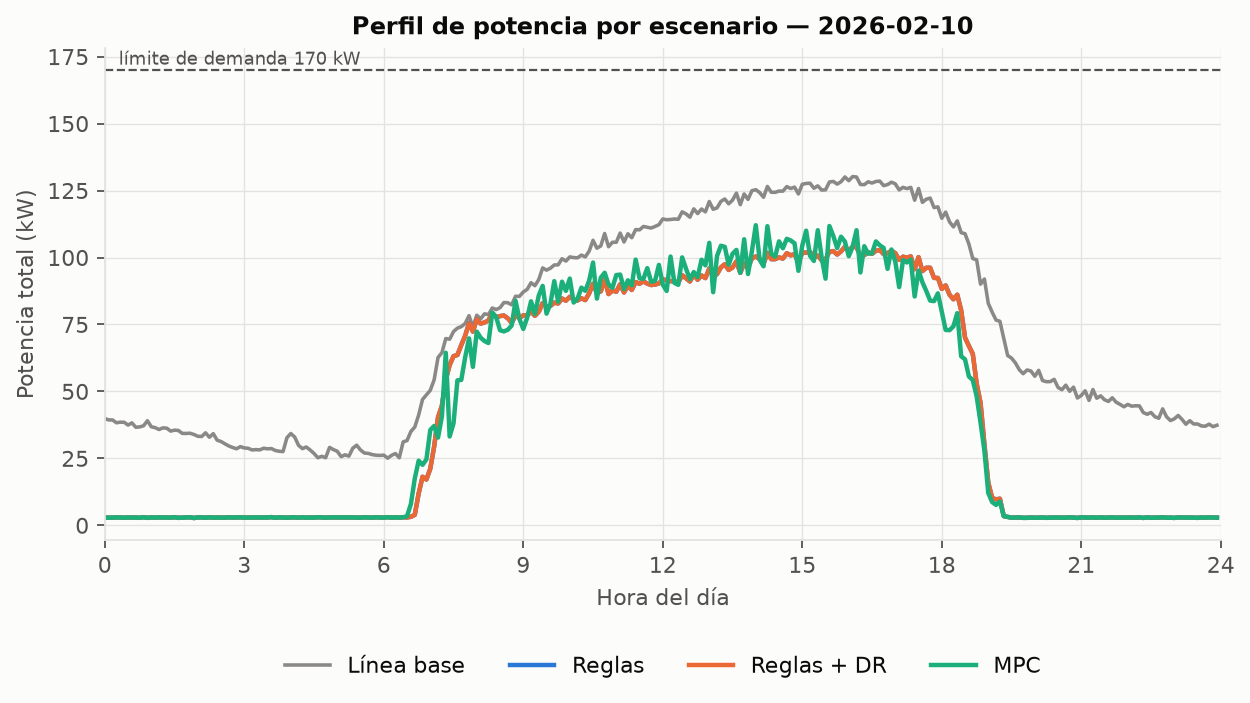 Perfil de potencia por escenario — 2026-02-10
límite de demanda 170 kW
Potencia total (kW)
175
150
125
100
75
50
25
0
0 3 6 9 12 15 18 21 24
Hora del día
Línea base Reglas Reglas + DR MPC